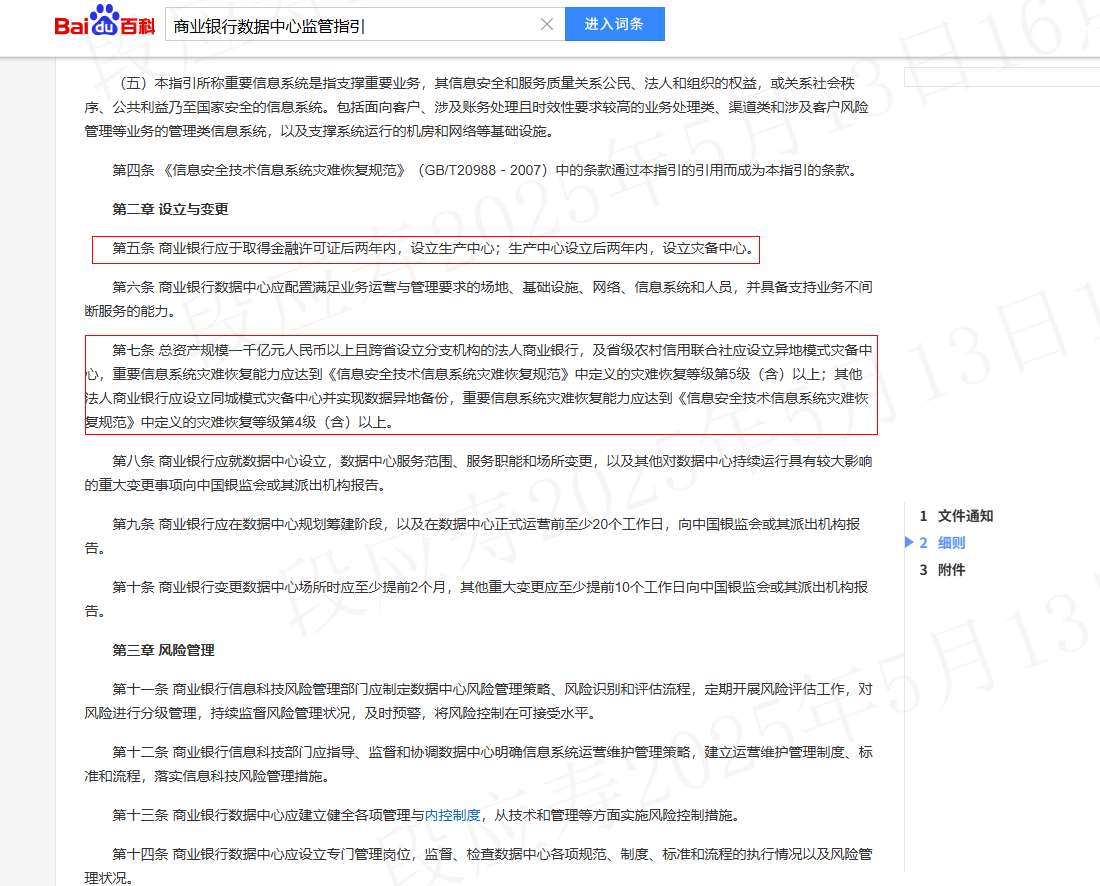 Bai du 百科
商业银行数据中心监管指引
进入词条
（五）本指引所称重要信息系统是指支撑重要业务，其信息安全和服务质量关系公民、法人和组织的权益，或关系社会秩
序、公共利益乃至国家安全的信息系统。包括面向客户、涉及账务处理且时效性要求较高的业务处理类、渠道类和涉及客户风险
管理等业务的管理类信息系统，以及支撑系统运行的机房和网络等基础设施。
第四条 《信息安全技术信息系统灾难恢复规范》（GB/T20988－2007）中的条款通过本指引的引用而成为本指引的条款。
第二章 设立与变更
第五条 商业银行应于取得金融许可证后两年内，设立生产中心；生产中心设立后两年内，设立灾备中心。
第六条 商业银行数据中心应配置满足业务运营与管理要求的场地、基础设施、网络、信息系统和人员，并具备支持业务不间
断服务的能力。
第七条 总资产规模一千亿元人民币以上且跨省设立分支机构的法人商业银行，及省级农村信用联合社应设立异地模式灾备中
心，重要信息系统灾难恢复能力应达到《信息安全技术信息系统灾难恢复规范》中定义的灾难恢复等级第5级（含）以上；其他
法人商业银行应设立同城模式灾备中心并实现数据异地备份，重要信息系统灾难恢复能力应达到《信息安全技术信息系统灾难恢
复规范》中定义的灾难恢复等级第4级（含）以上。
第八条 商业银行应就数据中心设立，数据中心服务范围、服务职能和场所变更，以及其他对数据中心持续运行具有较大影响
的重大变更事项向中国银监会或其派出机构报告。
第九条 商业银行应在数据中心规划筹建阶段，以及在数据中心正式运营前至少20个工作日，向中国银监会或其派出机构报
告。
第十条 商业银行变更数据中心场所时应至少提前2个月，其他重大变更应至少提前10个工作日向中国银监会或其派出机构报
告。
第三章 风险管理
第十一条 商业银行信息科技风险管理部门应制定数据中心风险管理策略、风险识别和评估流程，定期开展风险评估工作，对
风险进行分级管理，持续监督风险管理状况，及时预警，将风险控制在可接受水平。
第十二条 商业银行信息科技部门应指导、监督和协调数据中心明确信息系统运营维护管理策略，建立运营维护管理制度、标
准和流程，落实信息科技风险管理措施。
第十三条 商业银行数据中心应建立健全各项管理与内控制度，从技术和管理等方面实施风险控制措施。
第十四条 商业银行数据中心应设立专门管理岗位，监督、检查数据中心各项规范、制度、标准和流程的执行情况以及风险管
理状况。
1 文件通知
2 细则
3 附件
段应寿2025年5月13日16点
段应寿2025年5月13日1
段应寿2025年5月13日
段应寿2025年5月13